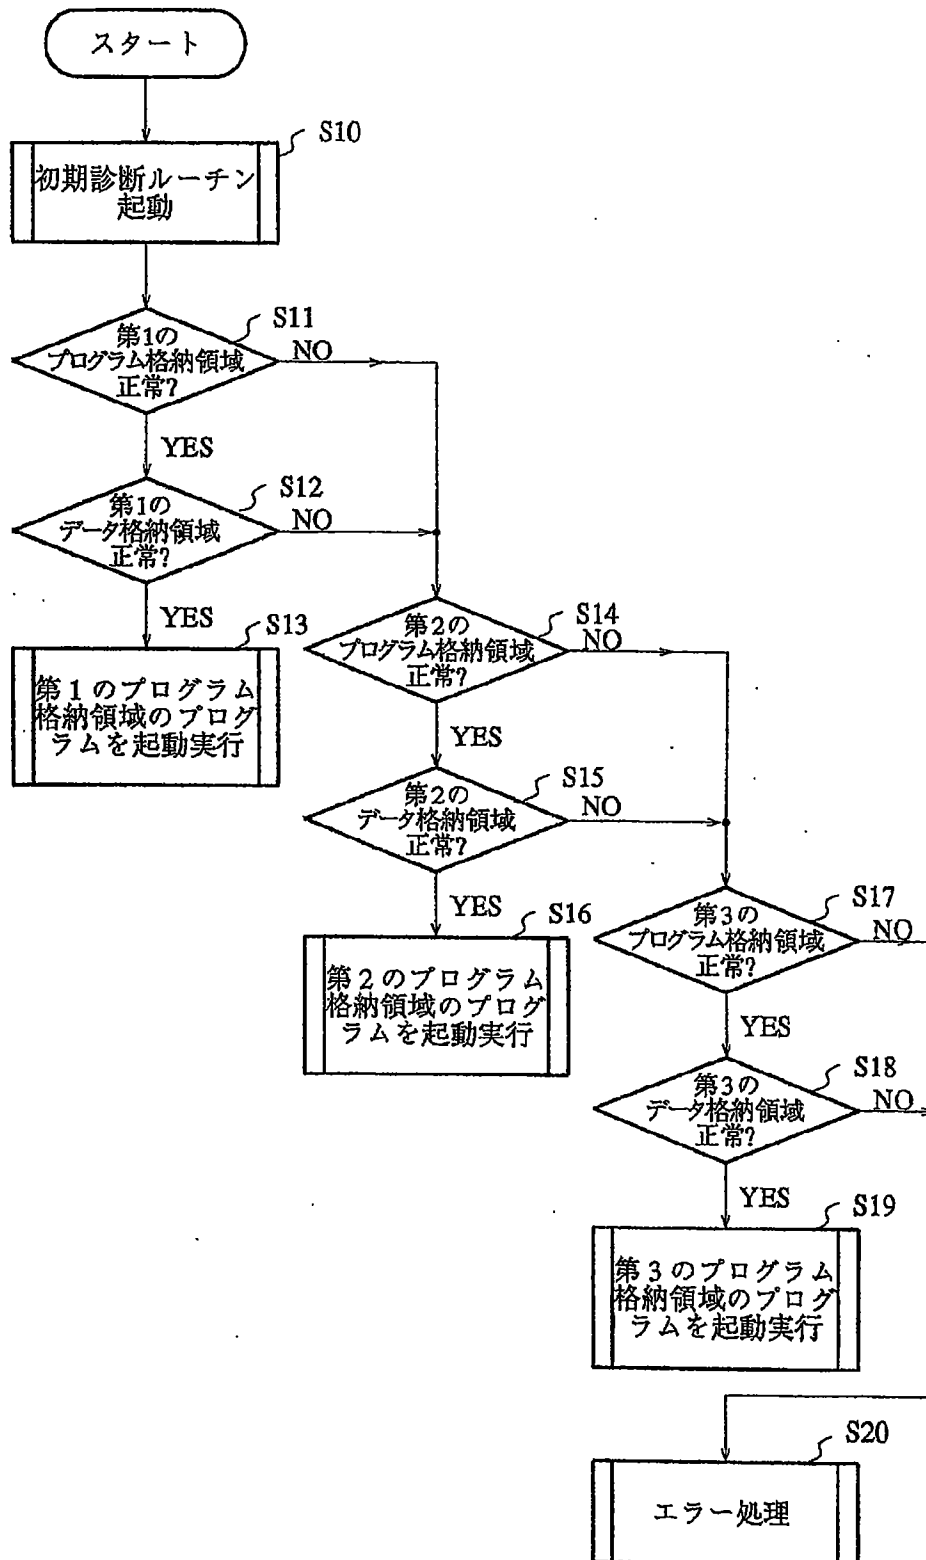 スタート
S10
初期診断ルーチン
起動
S11
第1の
プログラム格納領域
正常?
NO
YES
S12
第1の
データ格納領域
正常?
NO
YES
S13
第1のプログラム
格納領域のプログ
ラムを起動実行
S14
第2の
プログラム格納領域
正常?
NO
YES
S15
第2の
データ格納領域
正常?
NO
YES
S16
第2のプログラム
格納領域のプログ
ラムを起動実行
S17
第3の
プログラム格納領域
正常?
NO
YES
S18
第3の
データ格納領域
正常?
NO
YES
S19
第3のプログラム
格納領域のプログ
ラムを起動実行
S20
エラー処理